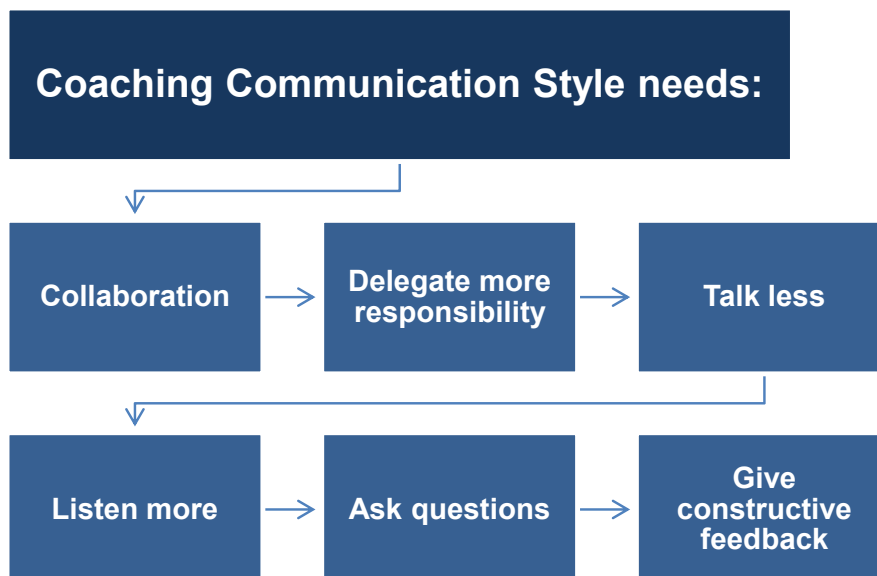 Coaching Communication Style needs:
Collaboration
Delegate more
responsibility
Talk less
Listen more
Ask questions
Give
constructive
feedback